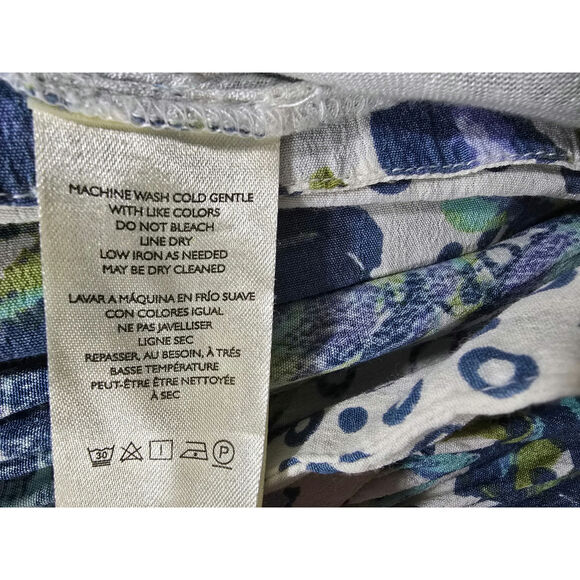 MACHINE WASH COLD GENTLE
WITH LIKE COLORS
DO NOT BLEACH
LINE DRY
LOW IRON AS NEEDED
MAY BE DRY CLEANED
LAVAR A MÁQUINA EN FRÍO SUAVE
CON COLORES IGUAL
NE PAS JAVELLISER
LIGNE SEC
REPASSER, AU BESOIN, À TRÉS
BASSE TEMPÉRATURE
PEUT-ÊTRE ÊTRE NETTOYÉE
À SEC
30 P